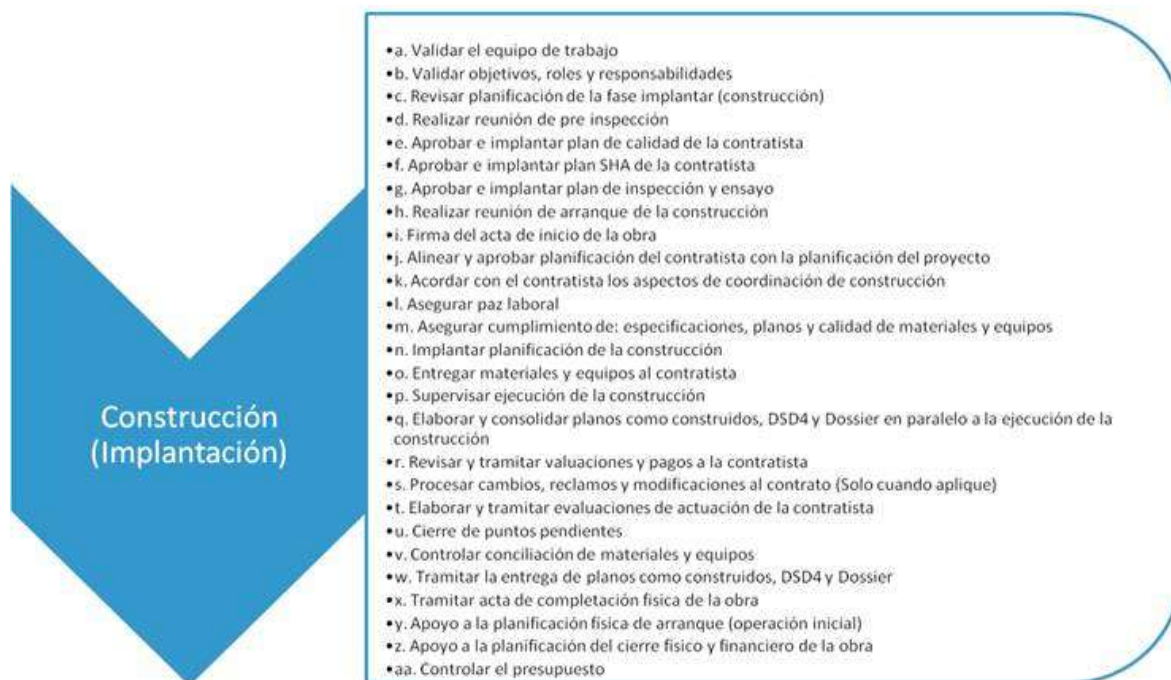 Construcción
(Implantación)
•a. Validar el equipo de trabajo
•b. Validar objetivos, roles y responsabilidades
•c. Revisar planificación de la fase implantar (construcción)
•d. Realizar reunión de pre inspección
•e. Aprobar e implantar plan de calidad de la contratista
•f. Aprobar e implantar plan SHA de la contratista
•g. Aprobar e implantar plan de inspección y ensayo
•h. Realizar reunión de arranque de la construcción
•i. Firma del acta de inicio de la obra
•j. Alinear y aprobar planificación del contratista con la planificación del proyecto
•k. Acordar con el contratista los aspectos de coordinación de construcción
•l. Asegurar paz laboral
•m. Asegurar cumplimiento de: especificaciones, planos y calidad de materiales y equipos
•n. Implantar planificación de la construcción
•o. Entregar materiales y equipos al contratista
•p. Supervisar ejecución de la construcción
•q. Elaborar y consolidar planos como construidos, DSD4 y Dossier en paralelo a la ejecución de la
construcción
•r. Revisar y tramitar valuaciones y pagos a la contratista
•s. Procesar cambios, reclamos y modificaciones al contrato (Solo cuando aplique)
•t. Elaborar y tramitar evaluaciones de actuación de la contratista
•u. Cierre de puntos pendientes
•v. Controlar conciliación de materiales y equipos
•w. Tramitar la entrega de planos como construidos, DSD4 y Dossier
•x. Tramitar acta de completación física de la obra
•y. Apoyo a la planificación física de arranque (operación inicial)
•z. Apoyo a la planificación del cierre físico y financiero de la obra
•aa. Controlar el presupuesto